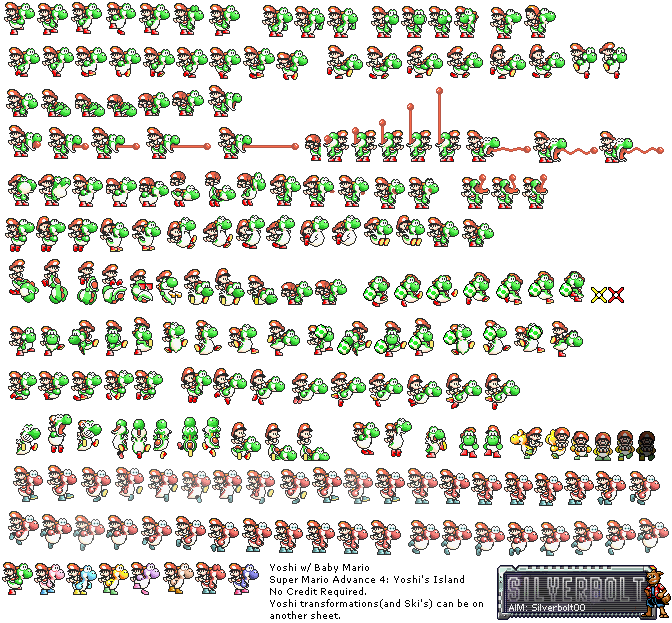 Yoshi w/ Baby Mario
Super Mario Advance 4: Yoshi's Island
No Credit Required.
Yoshi transformations(and Ski's) can be on
another sheet.
SILVERBOLT
AIM: Silverbolt00